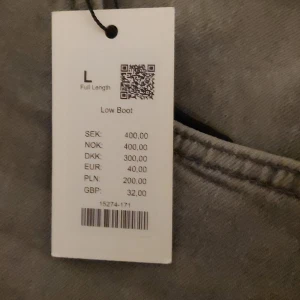 L
Full Length
Low Boot
SEK: 400,00
NOK: 400,00
DKK: 300,00
EUR: 40,00
PLN: 200,00
GBP: 32,00
15274-171